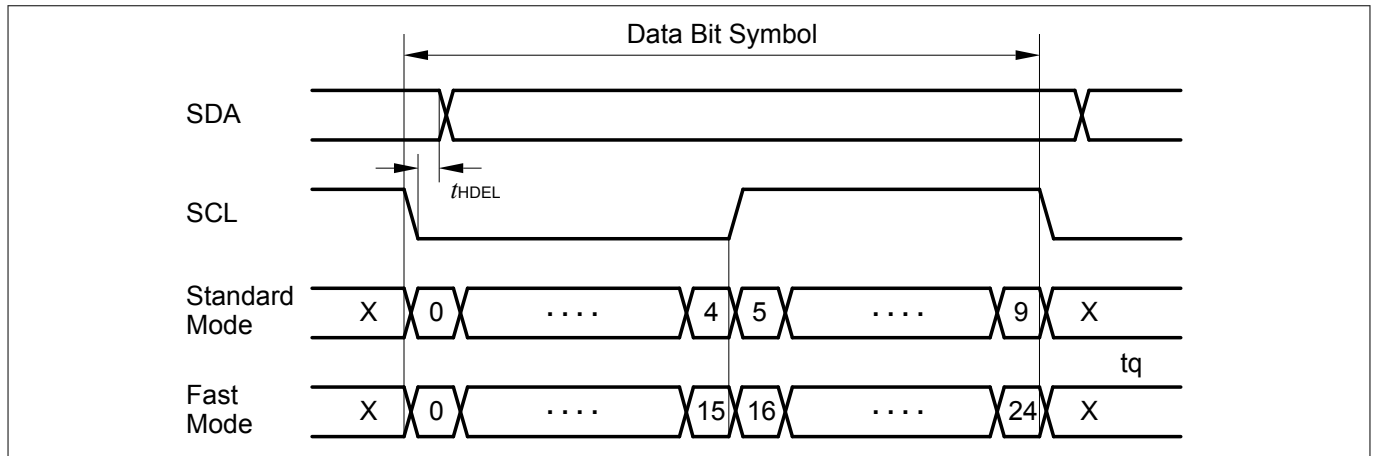 Data Bit Symbol
SDA
tHDEL
SCL
Standard Mode X 0 .... 4 5 .... 9 X
tq
Fast Mode X 0 .... 15 16 .... 24 X